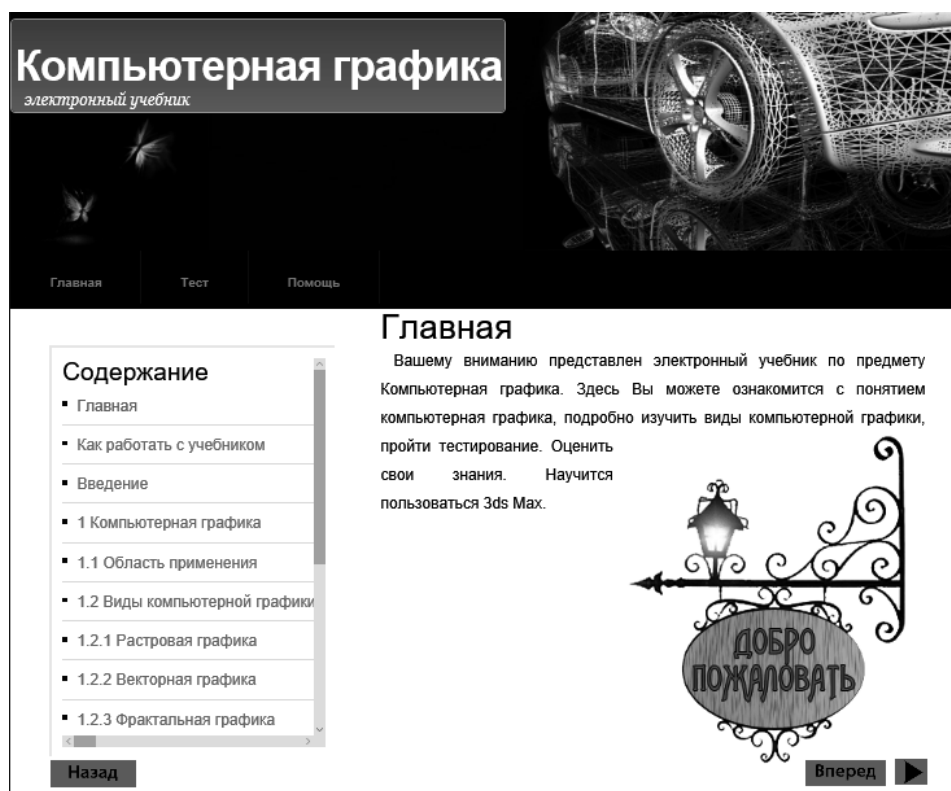 Компьютерная графика
электронный учебник
Главная Тест Помощь
Содержание
Главная
Как работать с учебником
Введение
1 Компьютерная графика
1.1 Область применения
1.2 Виды компьютерной графики
1.2.1 Растровая графика
1.2.2 Векторная графика
1.2.3 Фрактальная графика
Назад
Главная
Вашему вниманию представлен электронный учебник по предмету
Компьютерная графика. Здесь Вы можете ознакомится с понятием
компьютерная графика, подробно изучить виды компьютерной графики,
пройти тестирование. Оценить
свои знания. Научится
пользоваться 3ds Max.
ДОБРО
ПОЖАЛОВАТЬ
Вперед